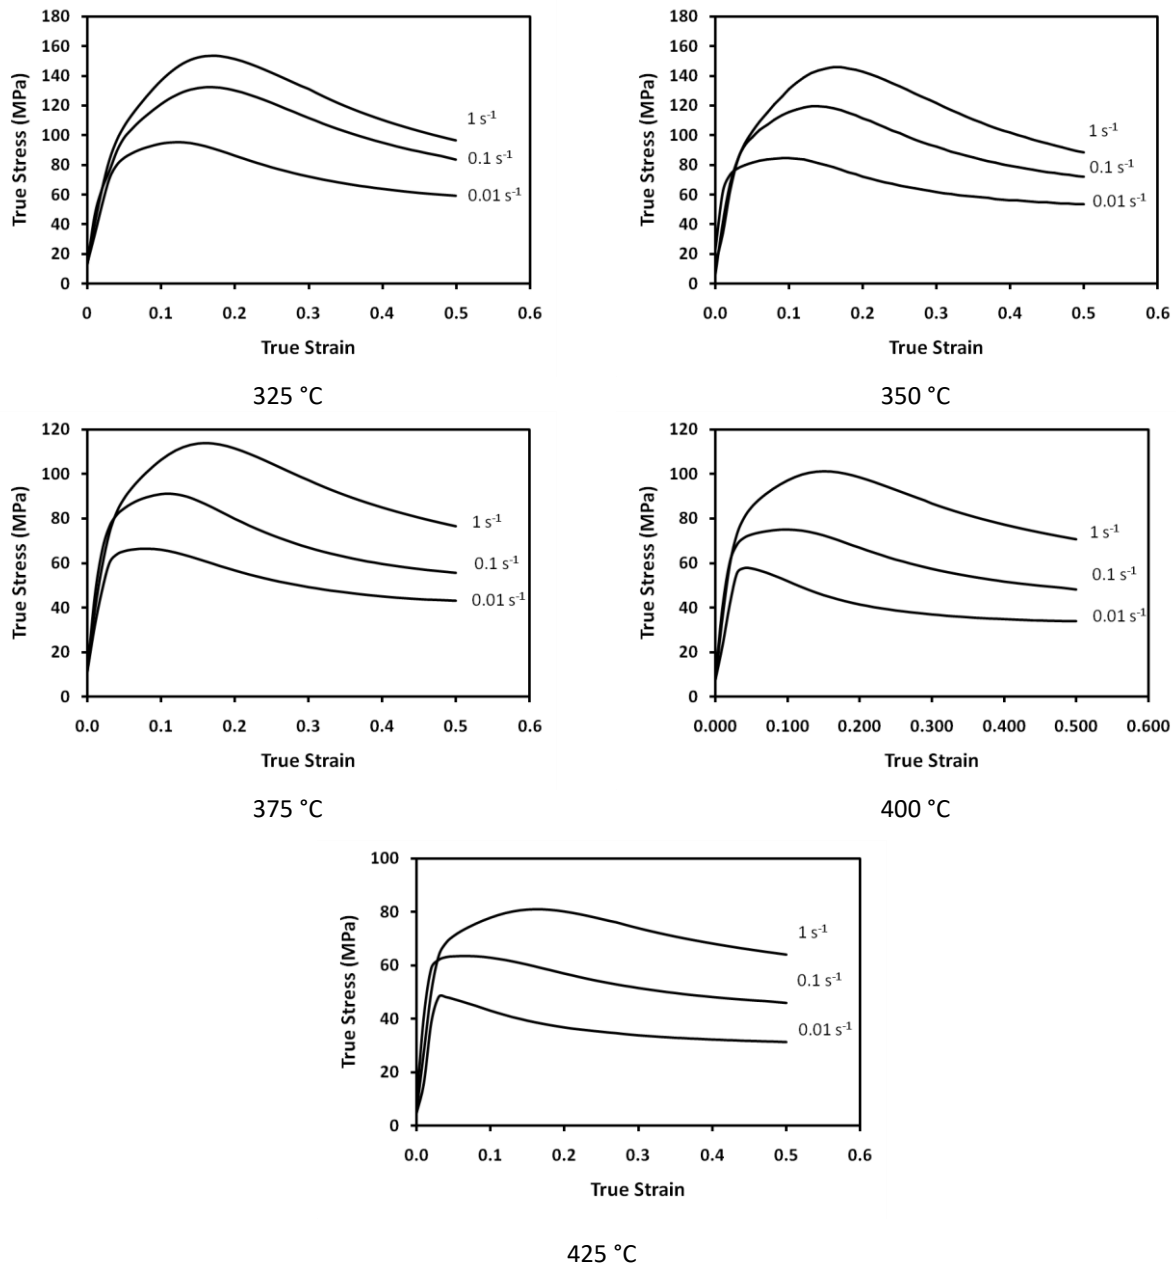 180
160
140
120
100
80
60
40
20
0
True Stress (MPa)
1 s⁻¹
0.1 s⁻¹
0.01 s⁻¹
0 0.1 0.2 0.3 0.4 0.5 0.6
True Strain
325 °C
180
160
140
120
100
80
60
40
20
0
True Stress (MPa)
1 s⁻¹
0.1 s⁻¹
0.01 s⁻¹
0.0 0.1 0.2 0.3 0.4 0.5 0.6
True Strain
350 °C
120
100
80
60
40
20
0
True Stress (MPa)
1 s⁻¹
0.1 s⁻¹
0.01 s⁻¹
0.0 0.1 0.2 0.3 0.4 0.5 0.6
True Strain
375 °C
120
100
80
60
40
20
0
True Stress (MPa)
1 s⁻¹
0.1 s⁻¹
0.01 s⁻¹
0.000 0.100 0.200 0.300 0.400 0.500 0.600
True Strain
400 °C
100
80
60
40
20
0
True Stress (MPa)
1 s⁻¹
0.1 s⁻¹
0.01 s⁻¹
0.0 0.1 0.2 0.3 0.4 0.5 0.6
True Strain
425 °C